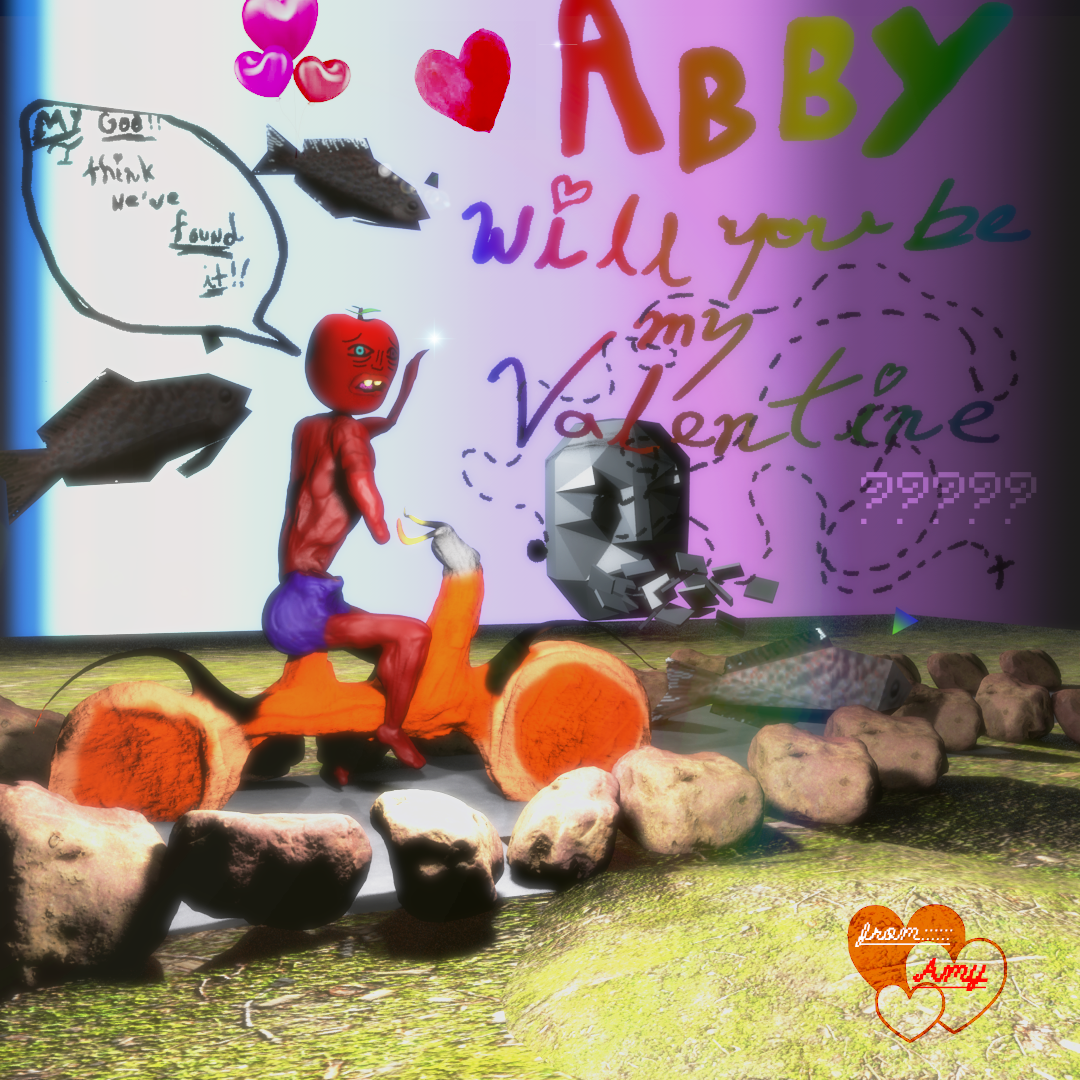 ABBY
Will you be
my
Valentine
?????
MY GOD!!
I
think
we've
found
it!!
from......
Amy